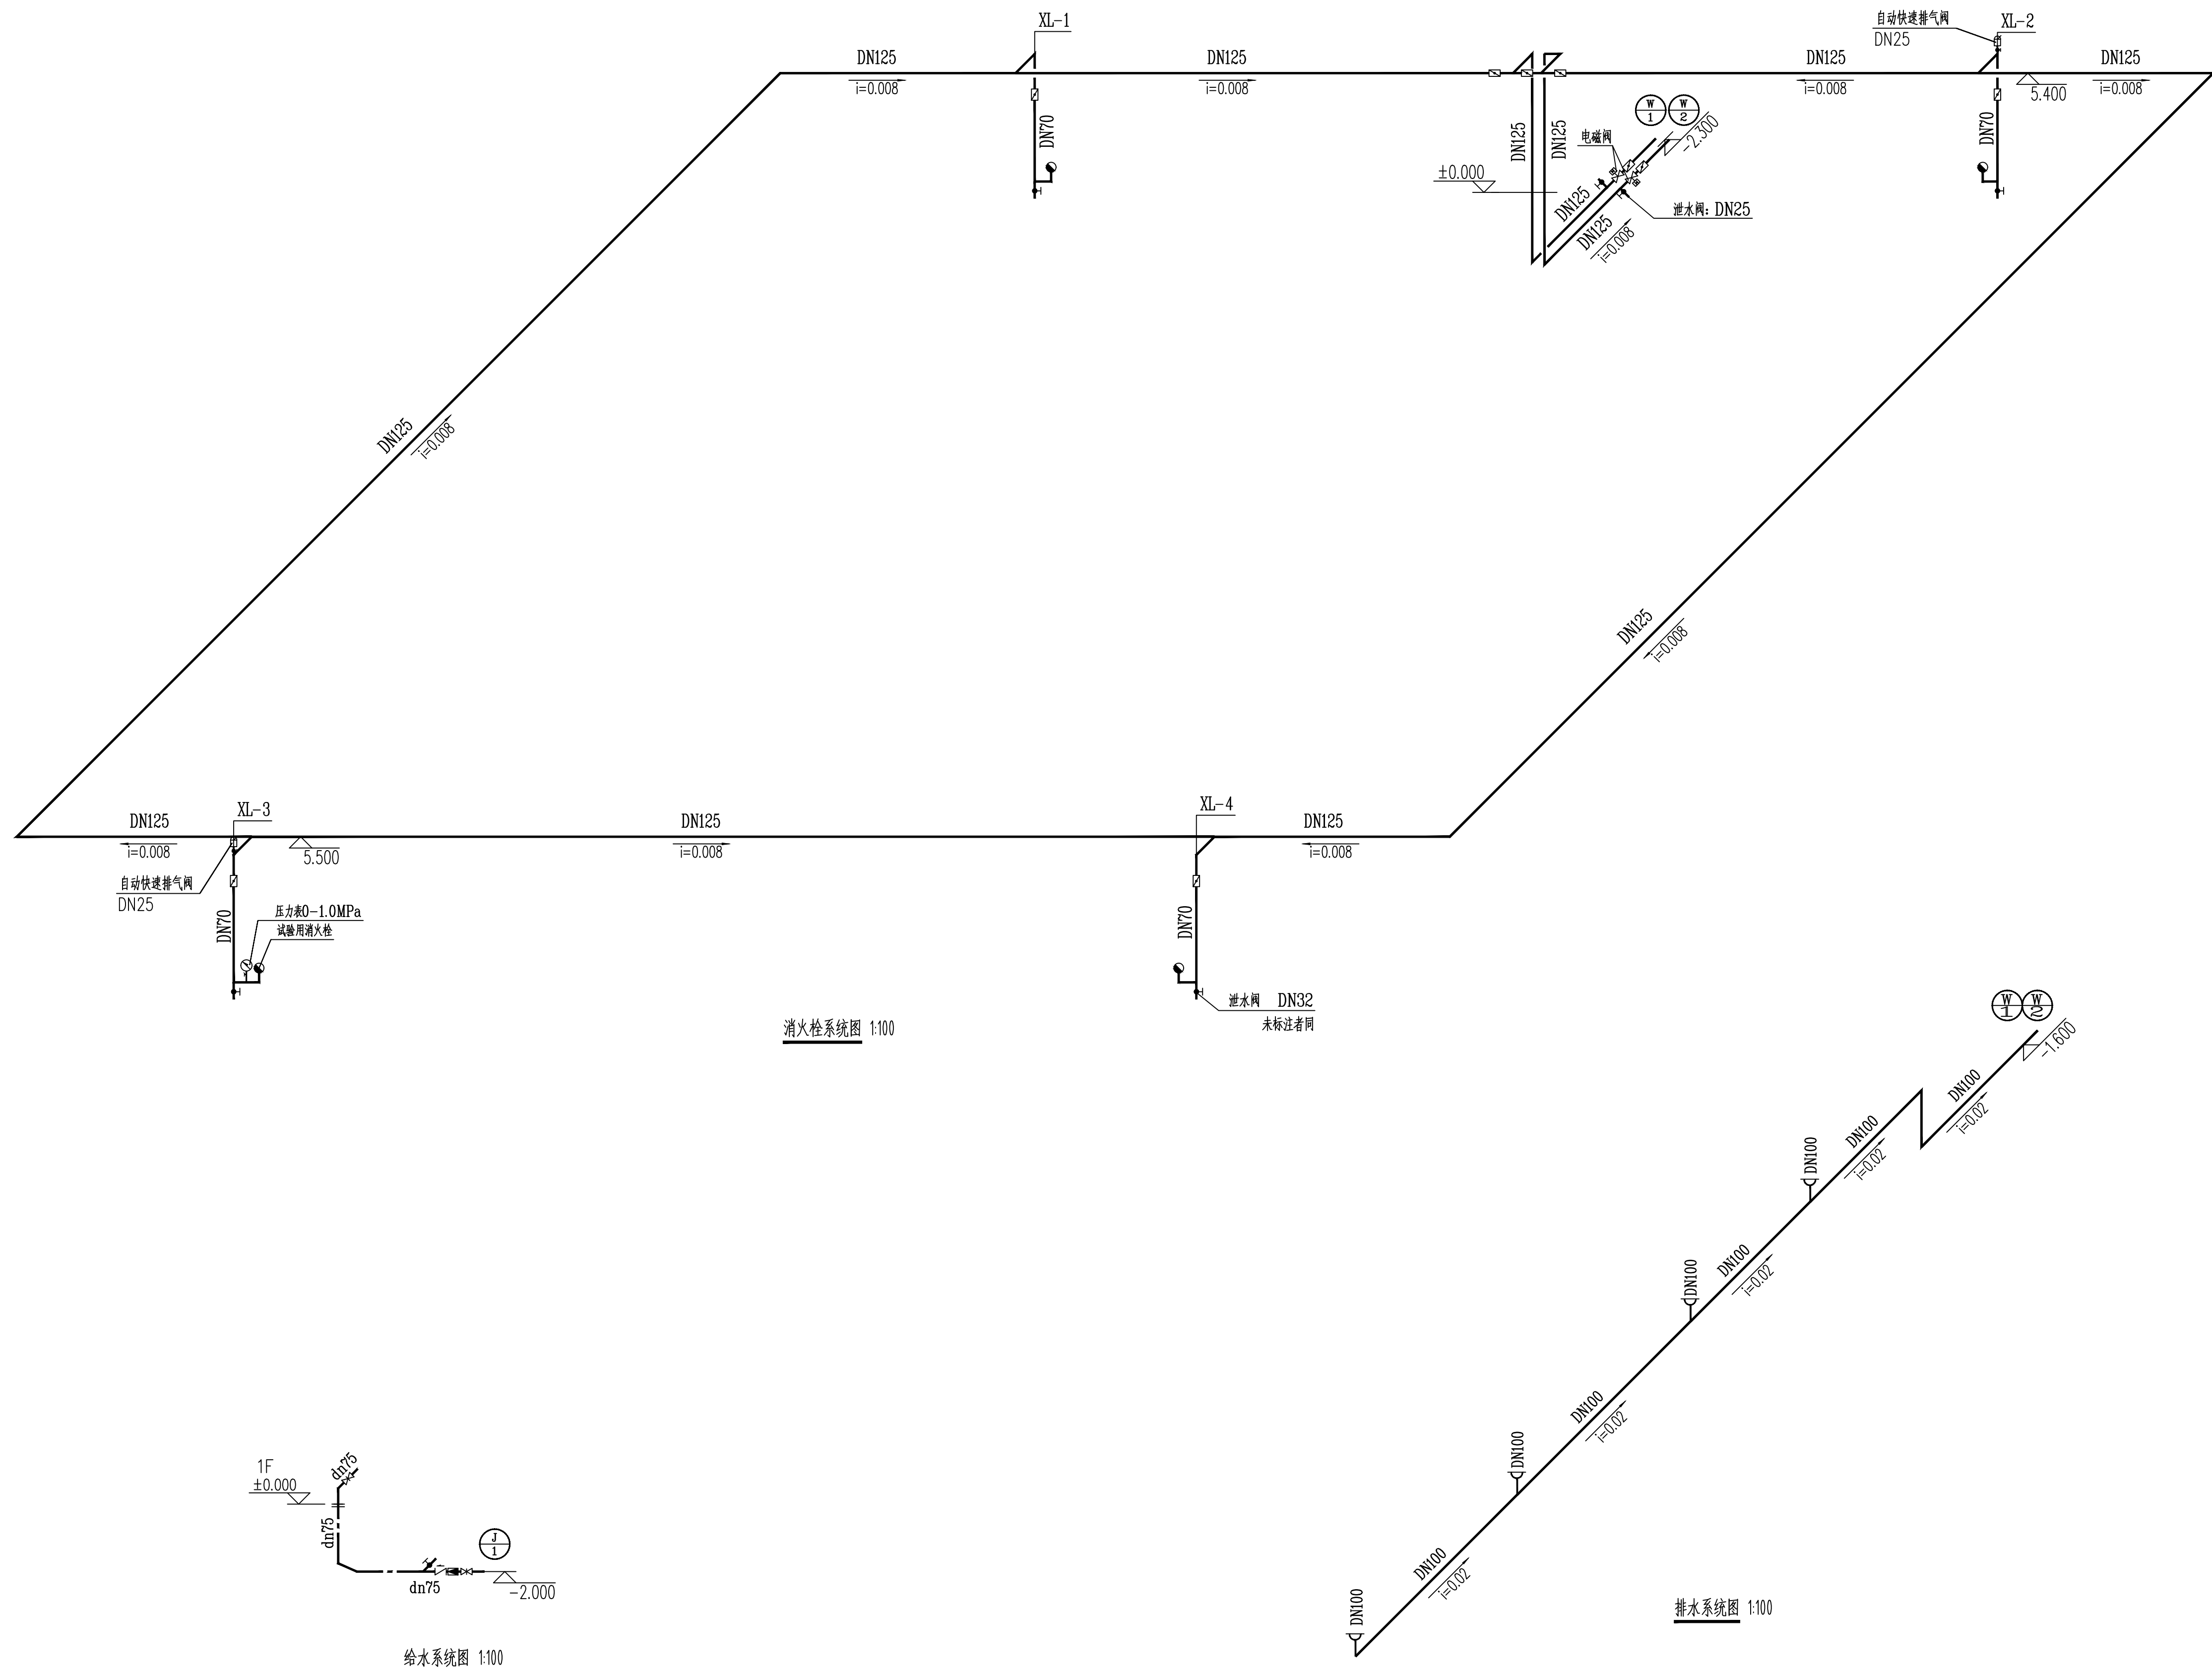 XL-1
自动快速排气阀
DN25
XL-2
DN125
i=0.008
DN125
i=0.008
DN125
i=0.008
5.400
DN125
i=0.008
DN70
DN125
DN125
W
1
W
2
-2.300
电磁阀
DN70
±0.000
DN125
DN125
i=0.008
泄水阀: DN25
DN125
i=0.008
DN125
i=0.008
XL-3
XL-4
DN125
i=0.008
5.500
DN125
i=0.008
DN125
i=0.008
自动快速排气阀
DN25
DN70
压力表0-1.0MPa
试验用消火栓
DN70
泄水阀 DN32
未标注者同
消火栓系统图 1:100
W
1
W
2
-1.600
DN100
i=0.02
DN100
i=0.02
DN100
DN100
i=0.02
DN100
DN100
i=0.02
DN100
DN100
i=0.02
DN100
排水系统图 1:100
1F
±0.000
dn75
dn75
J
1
dn75
-2.000
给水系统图 1:100